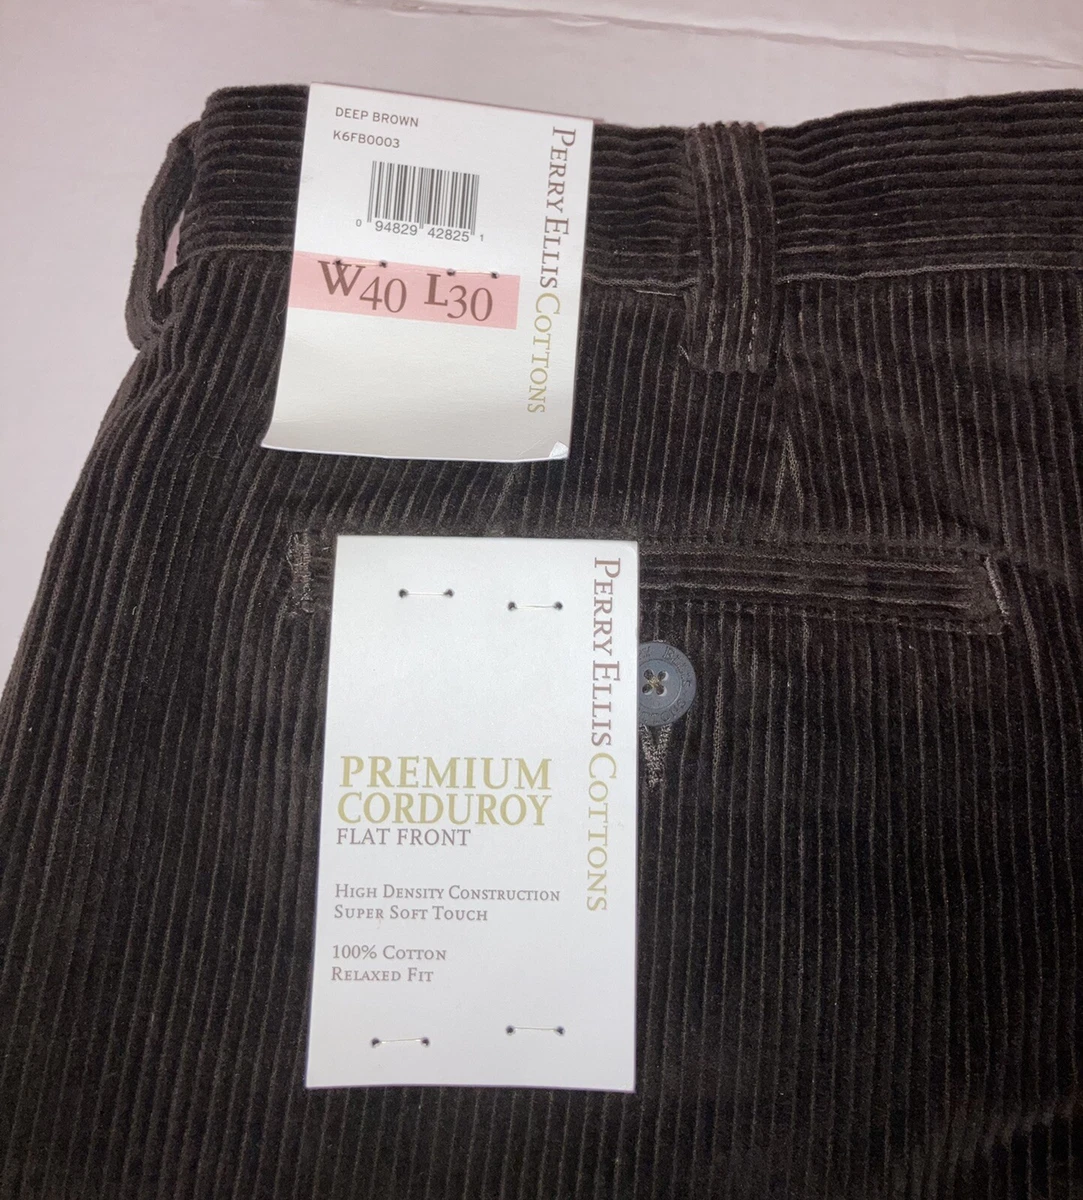 DEEP BROWN
K6FB0003
0 94829 42825 1
W40 L30
PERRY ELLIS COTTONS
PERRY ELLIS COTTONS
PREMIUM
CORDUROY
FLAT FRONT
HIGH DENSITY CONSTRUCTION
SUPER SOFT TOUCH
100% COTTON
RELAXED FIT